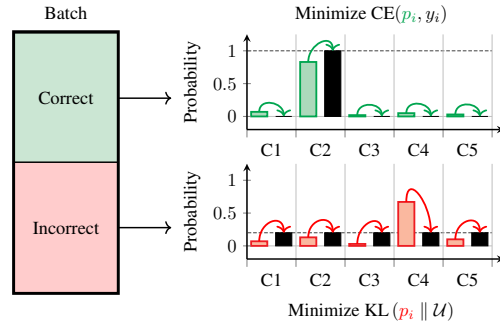 Batch
Correct
Incorrect
Minimize CE(p_i, y_i)
Probability
1
0.5
0
C1 C2 C3 C4 C5
Probability
1
0.5
0
C1 C2 C3 C4 C5
Minimize KL (p_i ∥ 𝒰)